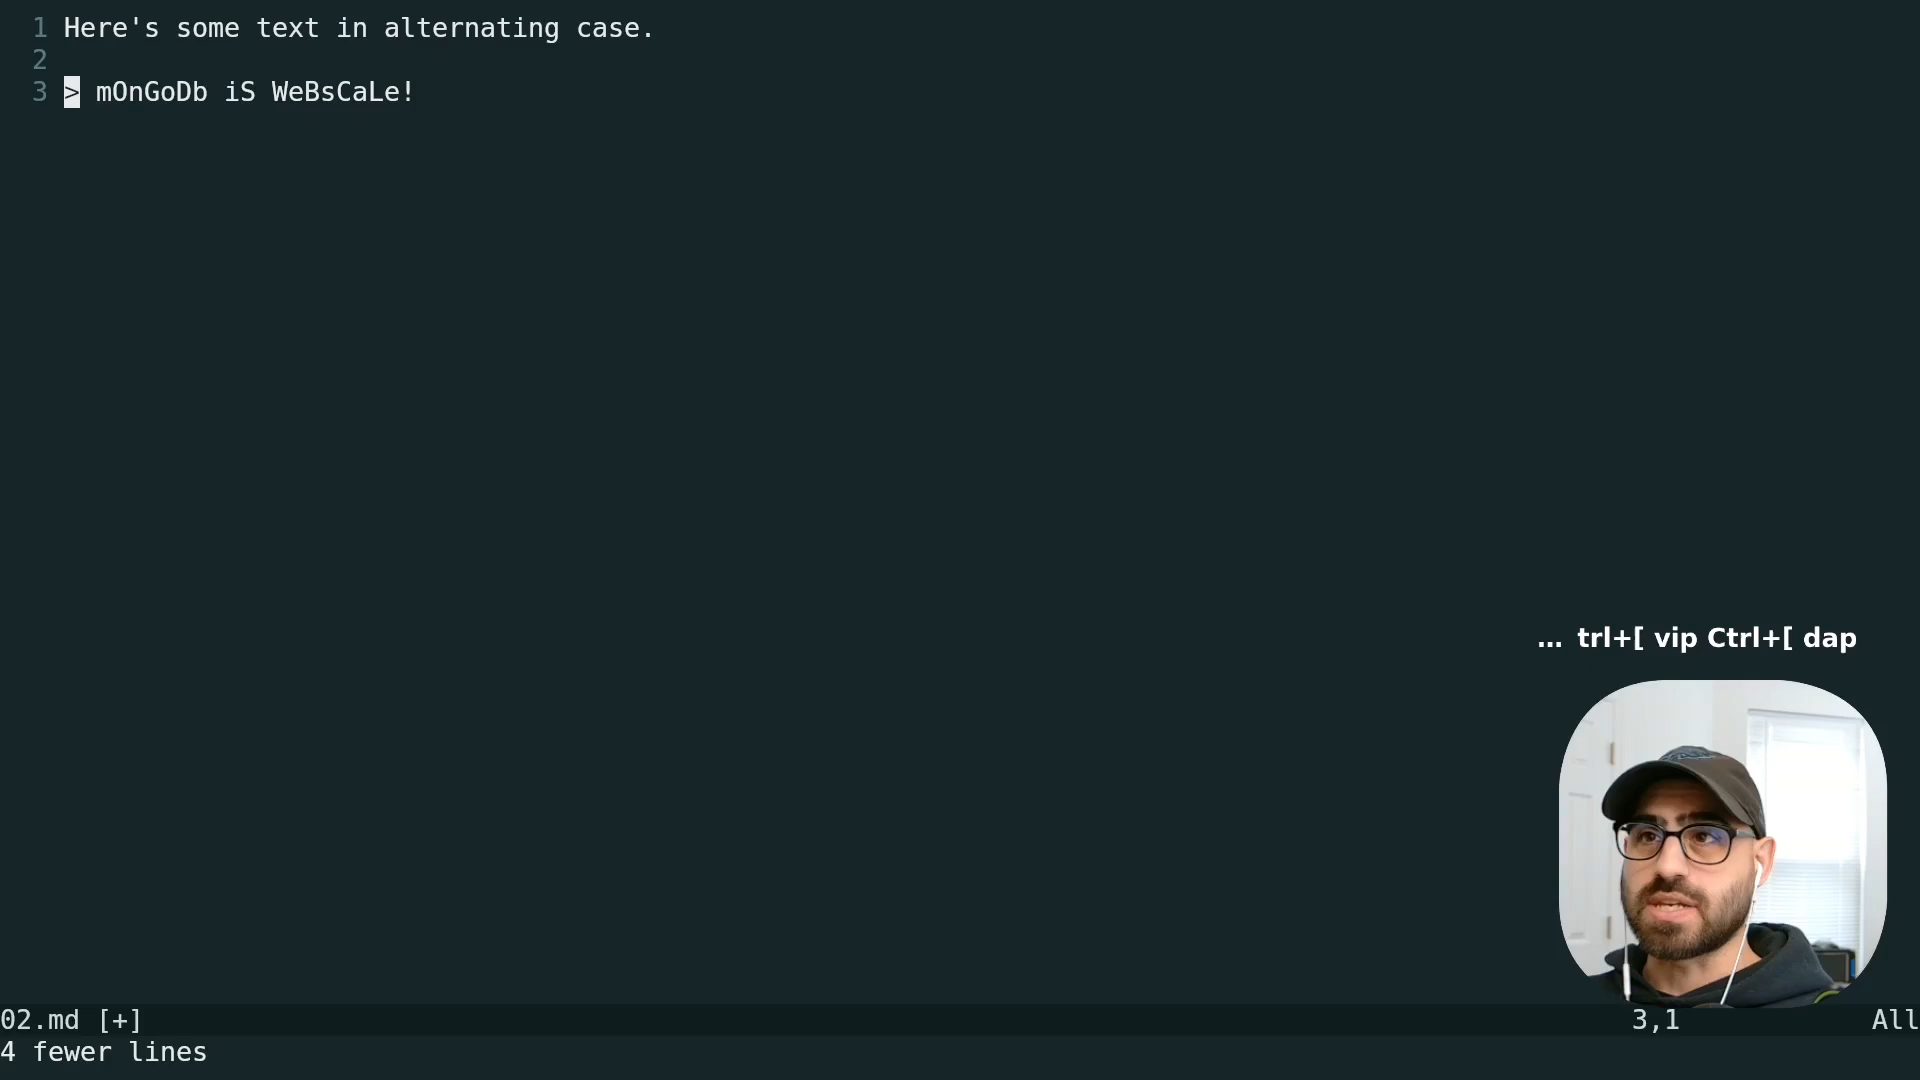 1 Here's some text in alternating case.
2
3 > mOnGoDb iS WeBsCaLe!
… trl+[ vip Ctrl+[ dap
02.md [+] 3,1 All
4 fewer lines